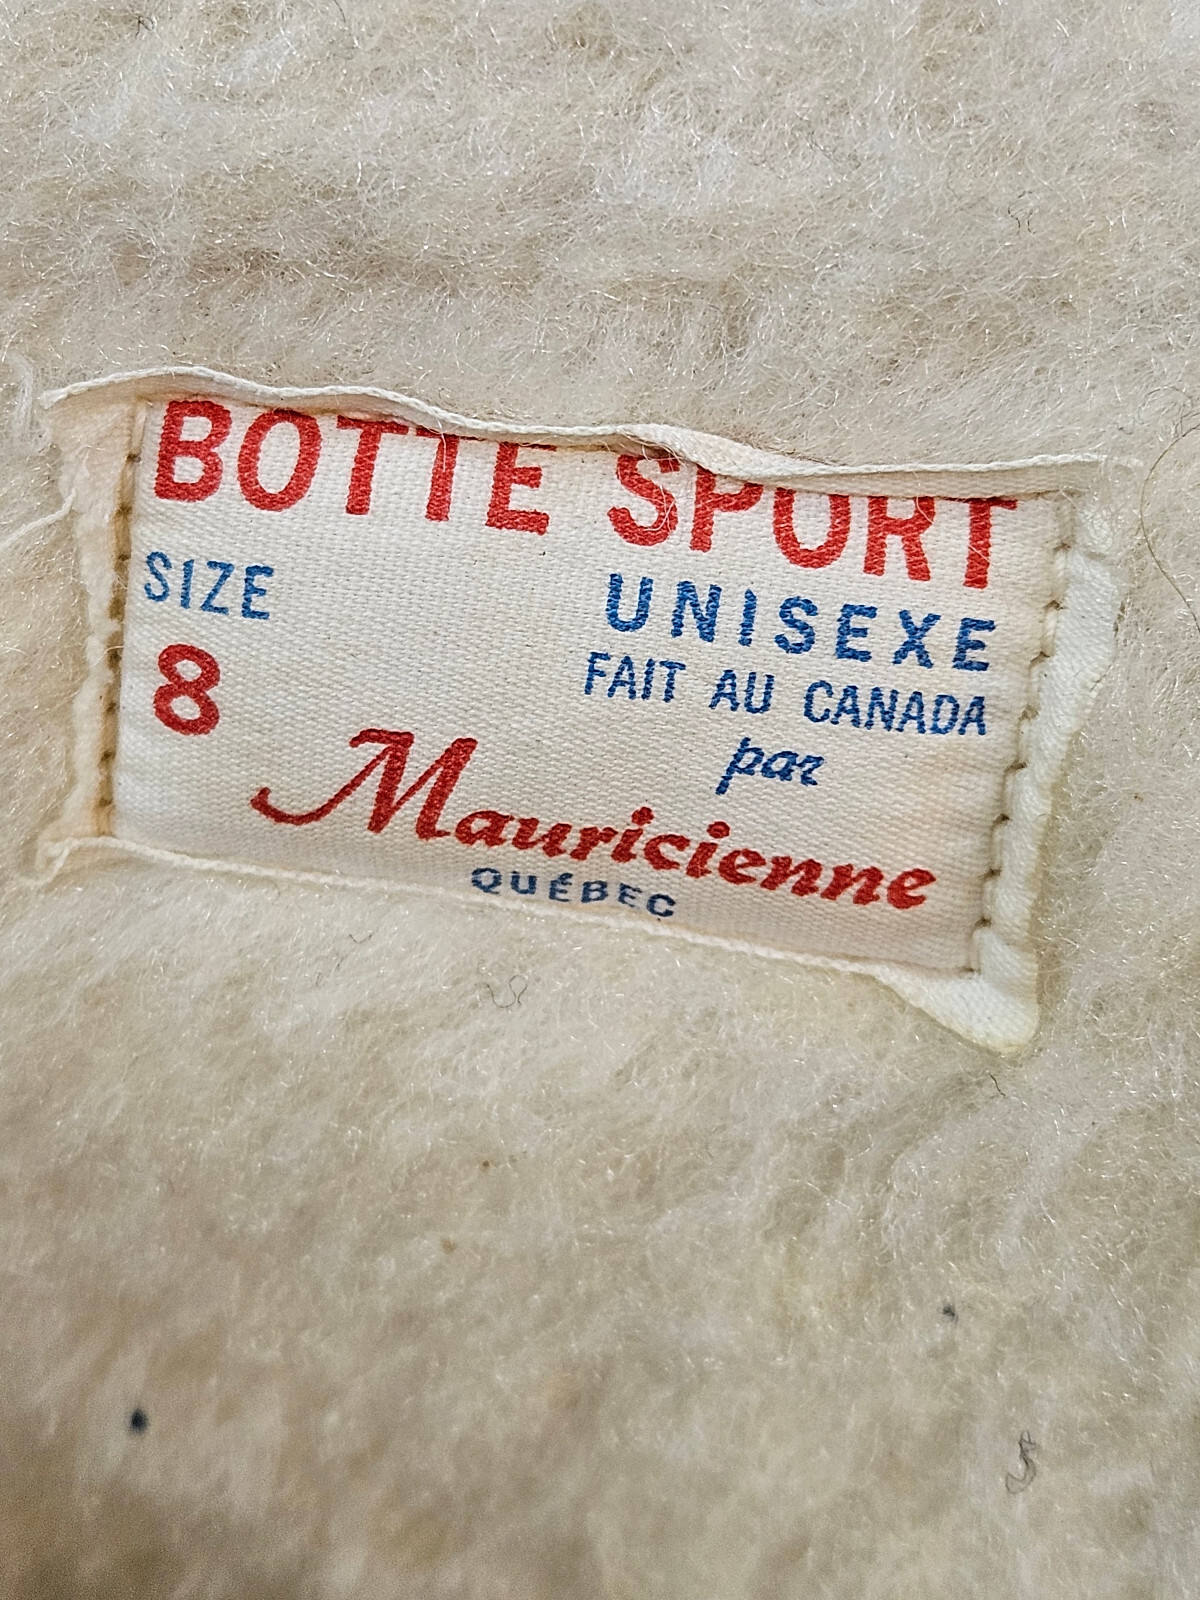 BOTTE SPORT
SIZE UNISEXE
8 FAIT AU CANADA
par
Mauricienne
QUÉBEC